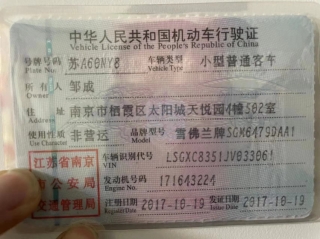 中华人民共和国机动车行驶证
Vehicle License of the People's Republic of China
号牌号码 苏A60NY8 车辆类型 小型普通客车
Plate No. Vehicle Type
所有人 邹成
Owner
住址 南京市栖霞区太阳城天悦园4幢502室
Address
使用性质 非营运 品牌型号 雪佛兰牌SGM6479DAA1
Use Character Model
江苏省南京 车辆识别代号 LSGXC8351JV033061
VIN
市公安局 发动机号码 171643224
Engine No.
交通管理局 注册日期 2017-10-19 发证日期 2017-10-19
Register Date Issue Date